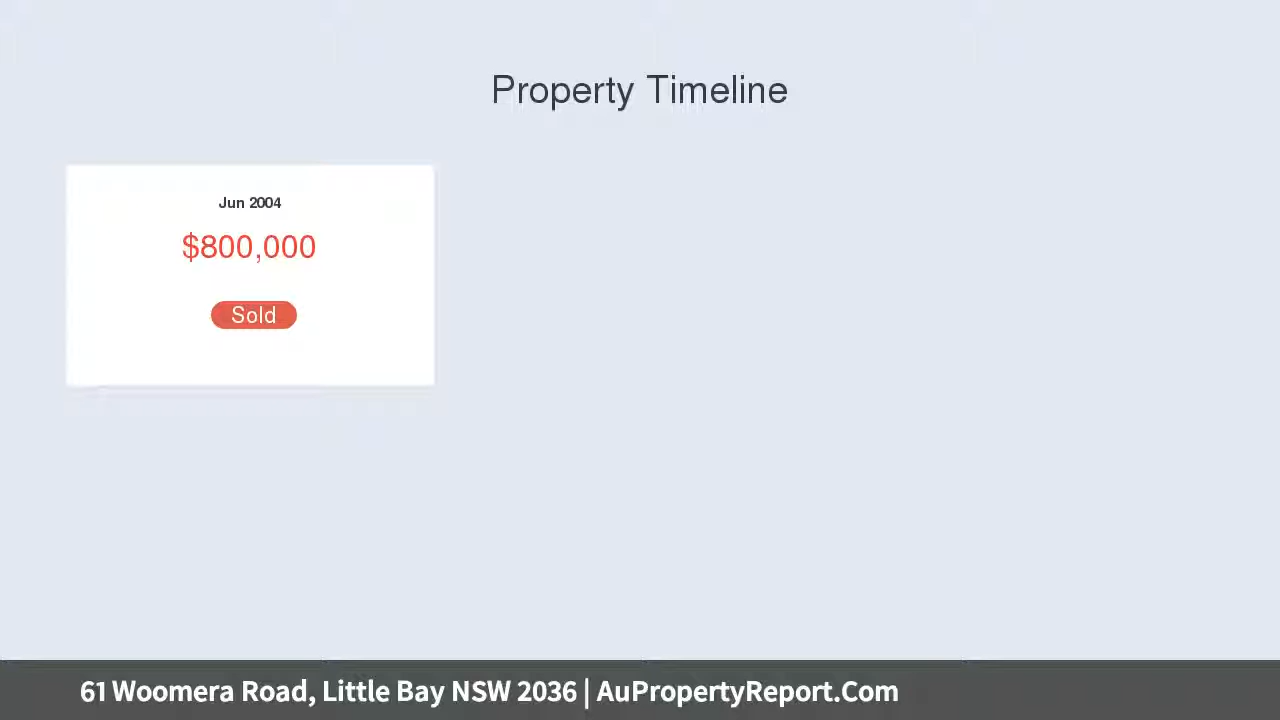 Property Timeline
Jun 2004
$800,000
Sold
61 Woomera Road, Little Bay NSW 2036 | AuPropertyReport.Com